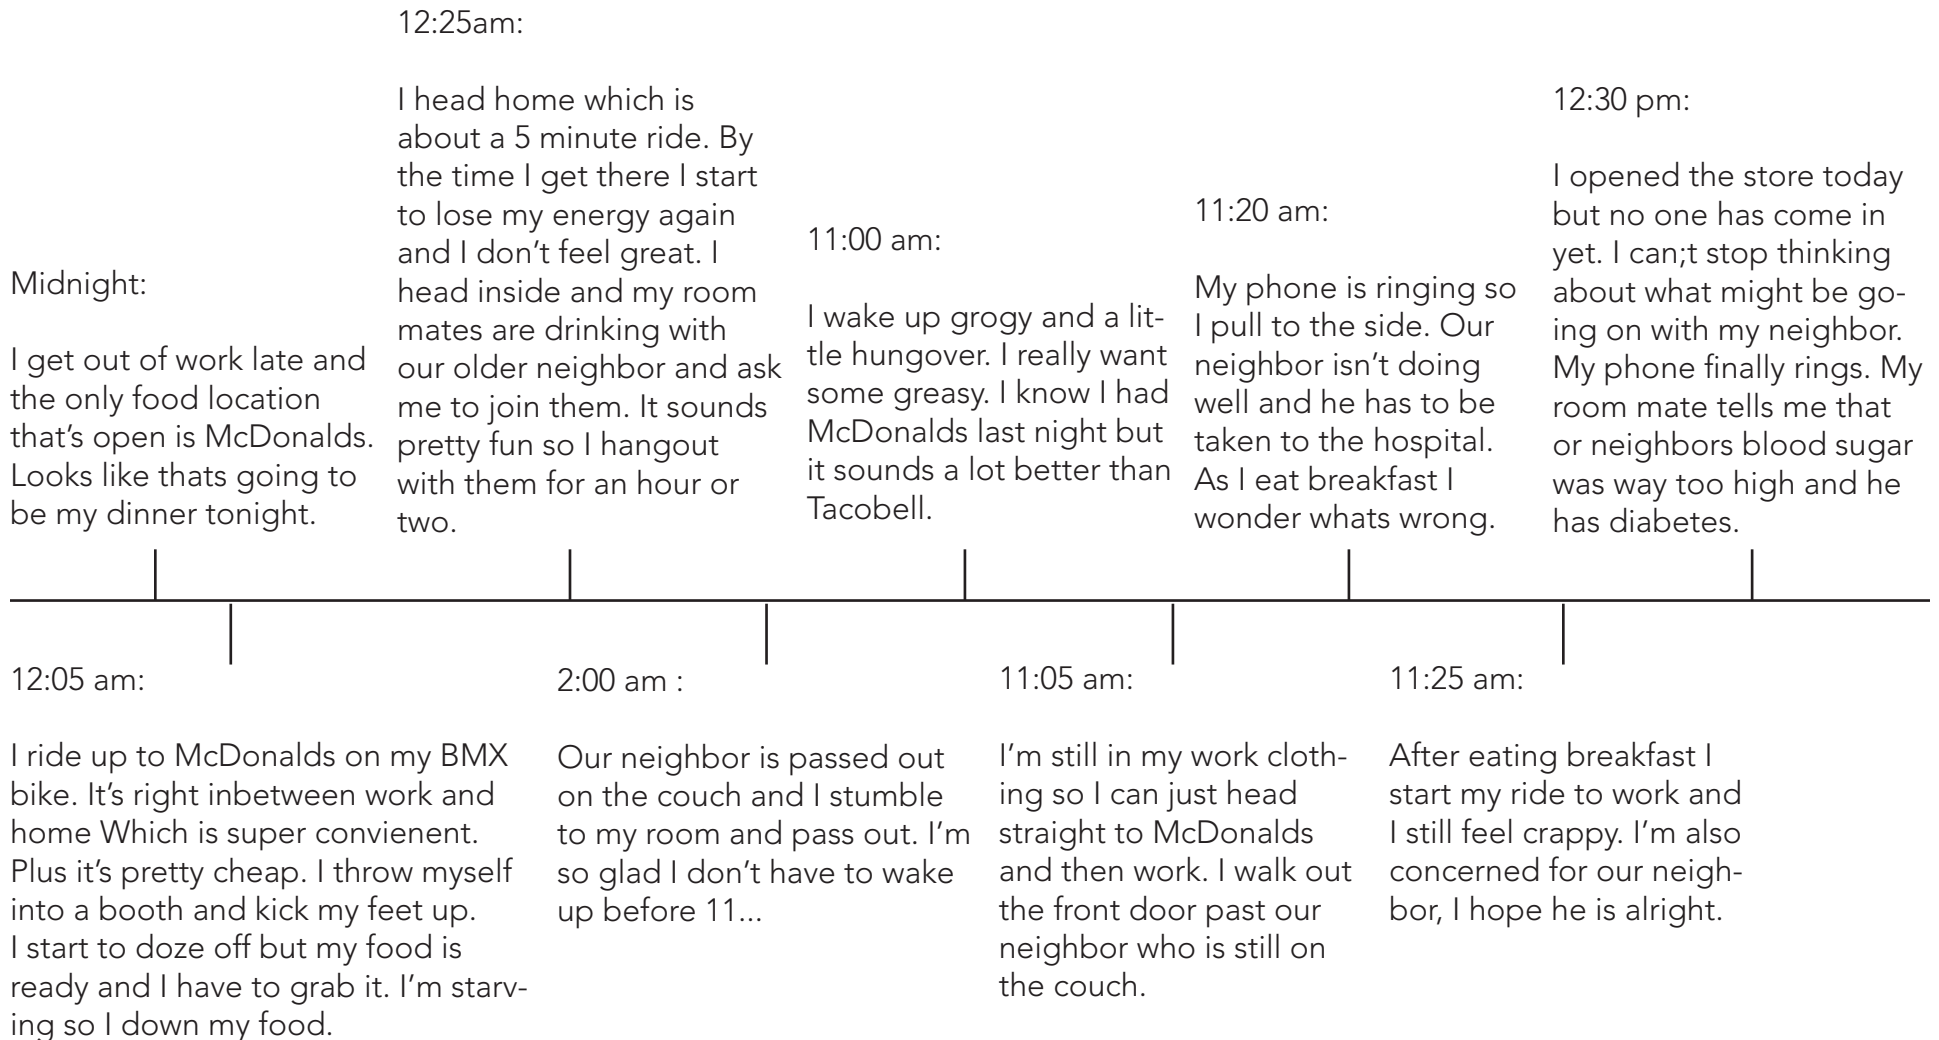 Midnight:
I get out of work late and
the only food location
that's open is McDonalds.
Looks like thats going to
be my dinner tonight.
12:05 am:
I ride up to McDonalds on my BMX
bike. It's right inbetween work and
home Which is super convienent.
Plus it's pretty cheap. I throw myself
into a booth and kick my feet up.
I start to doze off but my food is
ready and I have to grab it. I'm starv-
ing so I down my food.
12:25am:
I head home which is
about a 5 minute ride. By
the time I get there I start
to lose my energy again
and I don't feel great. I
head inside and my room
mates are drinking with
our older neighbor and ask
me to join them. It sounds
pretty fun so I hangout
with them for an hour or
two.
2:00 am :
Our neighbor is passed out
on the couch and I stumble
to my room and pass out. I'm
so glad I don't have to wake
up before 11...
11:00 am:
I wake up grogy and a lit-
tle hungover. I really want
some greasy. I know I had
McDonalds last night but
it sounds a lot better than
Tacobell.
11:05 am:
I'm still in my work cloth-
ing so I can just head
straight to McDonalds
and then work. I walk out
the front door past our
neighbor who is still on
the couch.
11:20 am:
My phone is ringing so
I pull to the side. Our
neighbor isn't doing
well and he has to be
taken to the hospital.
As I eat breakfast I
wonder whats wrong.
11:25 am:
After eating breakfast I
start my ride to work and
I still feel crappy. I'm also
concerned for our neigh-
bor, I hope he is alright.
12:30 pm:
I opened the store today
but no one has come in
yet. I can;t stop thinking
about what might be go-
ing on with my neighbor.
My phone finally rings. My
room mate tells me that
or neighbors blood sugar
was way too high and he
has diabetes.